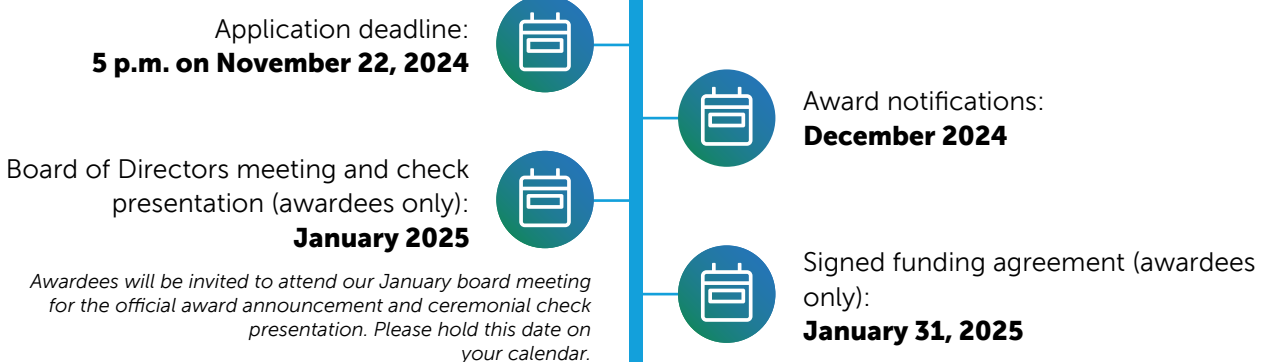 Application deadline:
5 p.m. on November 22, 2024
Award notifications:
December 2024
Board of Directors meeting and check
presentation (awardees only):
January 2025
Awardees will be invited to attend our January board meeting
for the official award announcement and ceremonial check
presentation. Please hold this date on
your calendar.
Signed funding agreement (awardees
only):
January 31, 2025